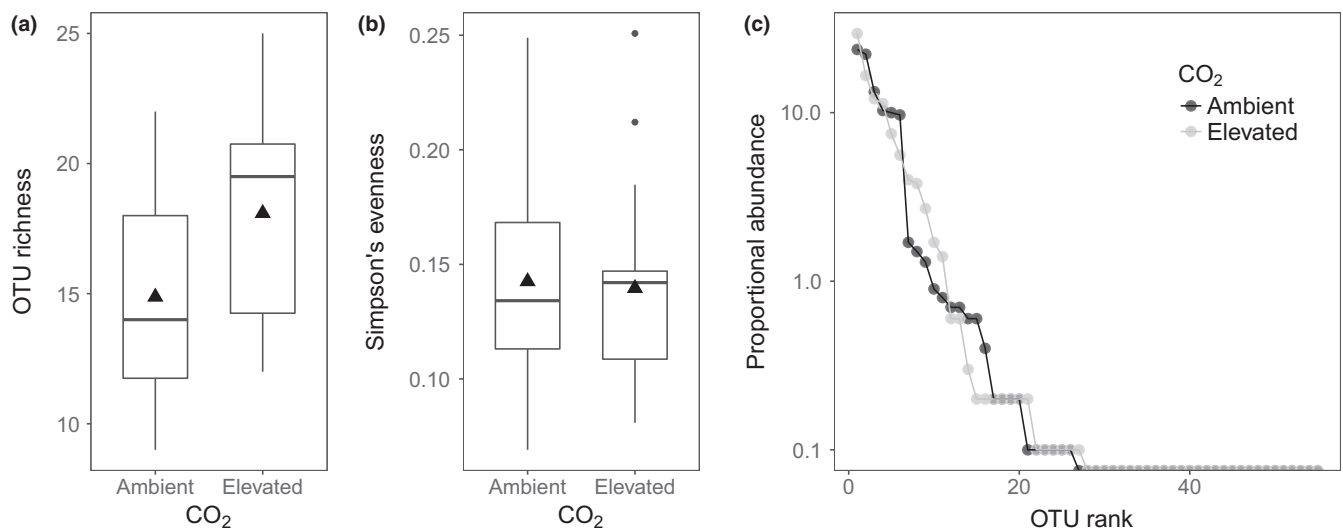 (a)
OTU richness
25
20
15
10
Ambient Elevated
CO₂
(b)
Simpson's evenness
0.25
0.20
0.15
0.10
Ambient Elevated
CO₂
(c)
Proportional abundance
10.0
1.0
0.1
0 20 40
OTU rank
CO₂
Ambient
Elevated